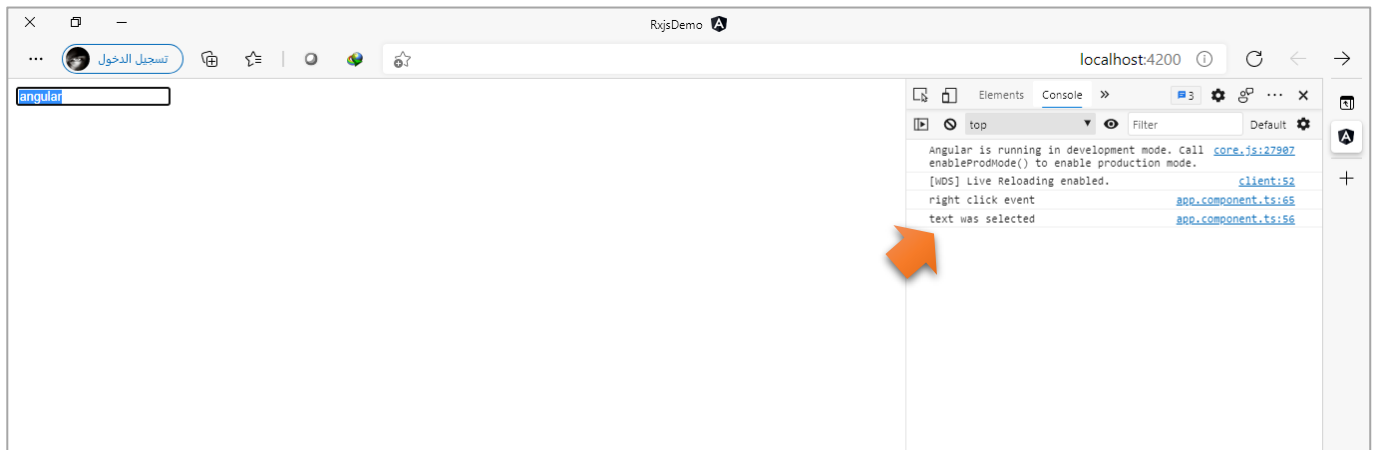 RxjsDemo
تسجيل الدخول
localhost:4200
angular
Elements Console 3
top Filter Default
Angular is running in development mode. Call core.js:27907
enableProdMode() to enable production mode.
[WDS] Live Reloading enabled. client:52
right click event app.component.ts:65
text was selected app.component.ts:56